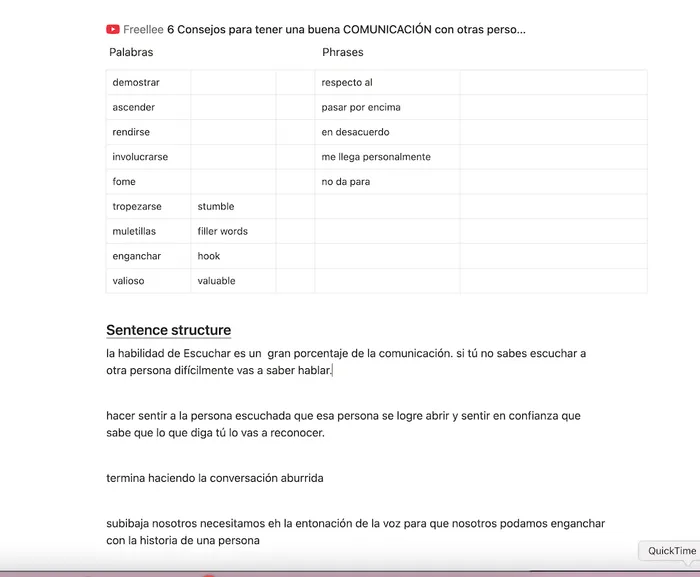 Freellee 6 Consejos para tener una buena COMUNICACIÓN con otras perso...
Palabras Phrases
demostrar respecto al
ascender pasar por encima
rendirse en desacuerdo
involucrarse me llega personalmente
fome no da para
tropezarse stumble
muletillas filler words
enganchar hook
valioso valuable
Sentence structure
la habilidad de Escuchar es un  gran porcentaje de la comunicación. si tú no sabes escuchar a
otra persona difícilmente vas a saber hablar.
hacer sentir a la persona escuchada que esa persona se logre abrir y sentir en confianza que
sabe que lo que diga tú lo vas a reconocer.
termina haciendo la conversación aburrida
subibaja nosotros necesitamos eh la entonación de la voz para que nosotros podamos enganchar
con la historia de una persona
QuickTime